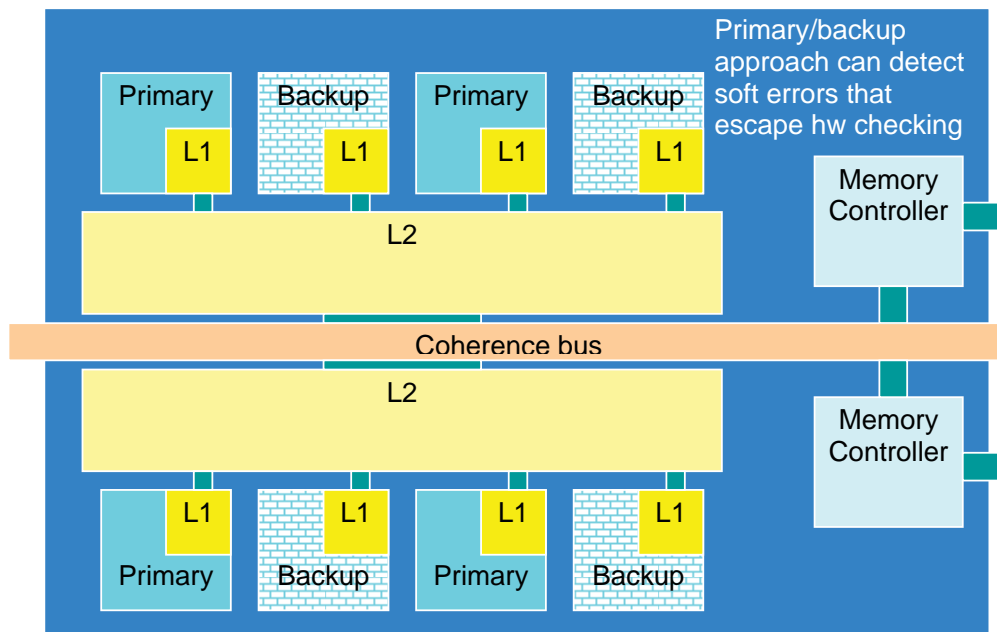 Primary/backup
approach can detect
soft errors that
escape hw checking
Primary
Backup
Primary
Backup
L1
L1
L1
L1
Memory
Controller
L2
Coherence bus
L2
Memory
Controller
L1
L1
L1
L1
Primary
Backup
Primary
Backup